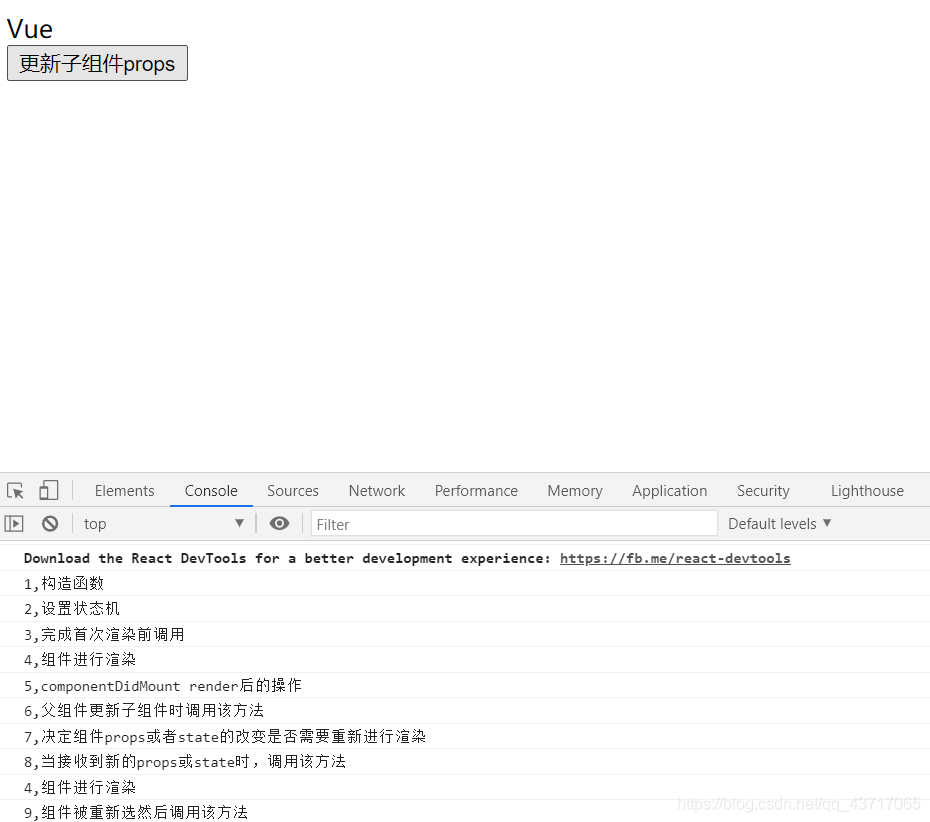 Vue
更新子组件props
Elements Console Sources Network Performance Memory Application Security Lighthouse
top Filter Default levels
Download the React DevTools for a better development experience: https://fb.me/react-devtools
1,构造函数
2,设置状态机
3,完成首次渲染前调用
4,组件进行渲染
5,componentDidMount render后的操作
6,父组件更新子组件时调用该方法
7,决定组件props或者state的改变是否需要重新进行渲染
8,当接收到新的props或state时，调用该方法
4,组件进行渲染
9,组件被重新选然后调用该方法
https://blog.csdn.net/qq_43717065